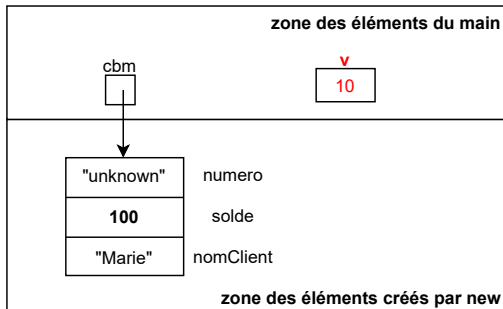 zone des éléments du main
cbm
v
10
"unknown" numero
100 solde
"Marie" nomClient
zone des éléments créés par new